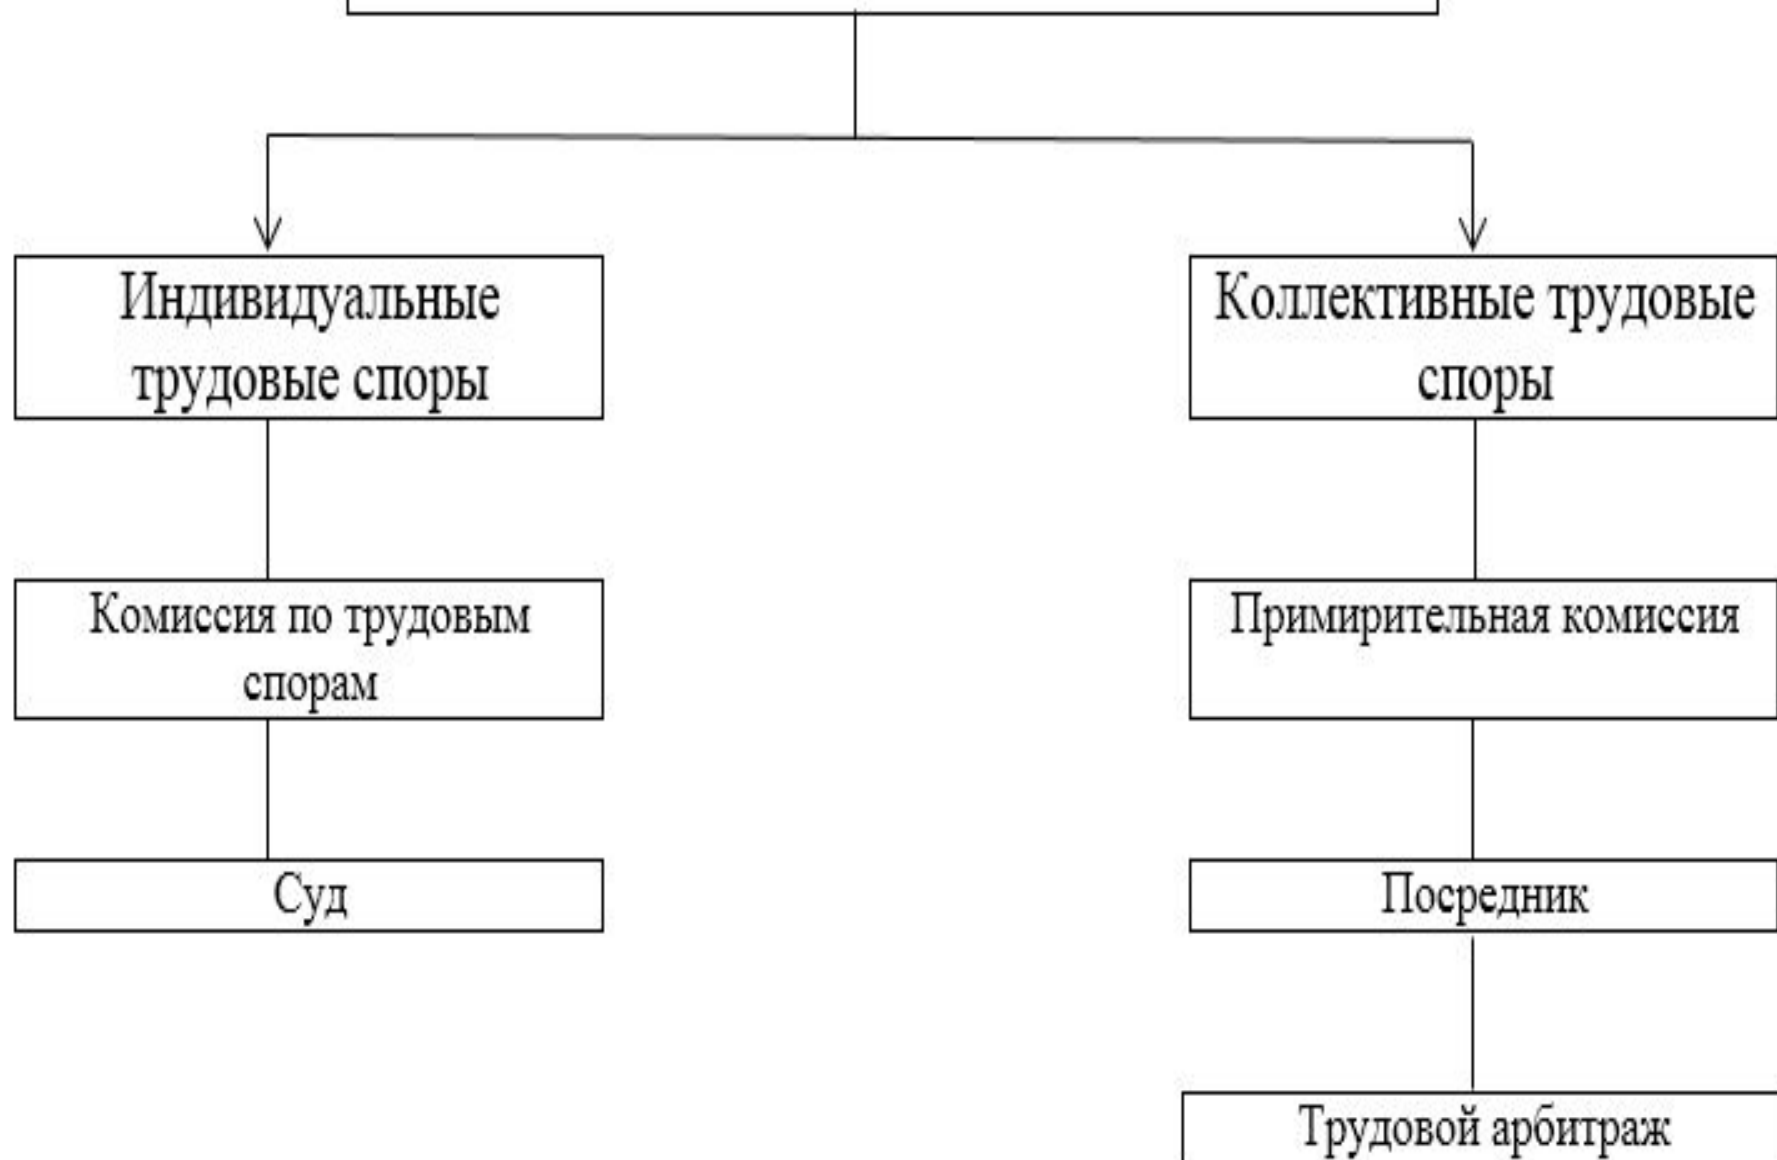 Индивидуальные
трудовые споры
Коллективные трудовые
споры
Комиссия по трудовым
спорам
Примирительная комиссия
Суд
Посредник
Трудовой арбитраж